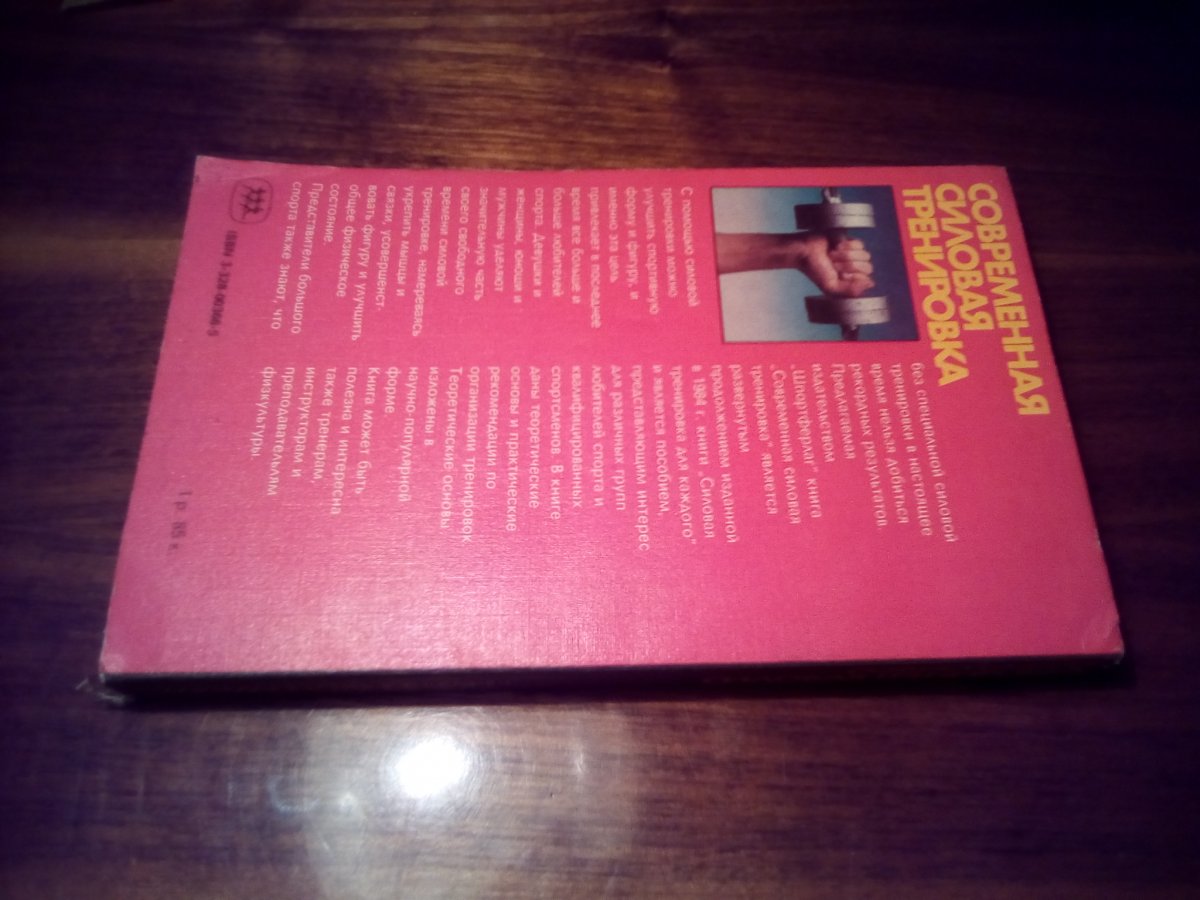 СОВРЕМЕННАЯ
СИЛОВАЯ
ТРЕНИРОВКА
С помощью силовой
тренировки можно
улучшить спортивную
форму и фигуру, и
именно эта цель
привлекает в последнее
время все больше и
больше любителей
спорта. Девушки и
женщины, юноши и
мужчины уделяют
значительную часть
своего свободного
времени силовой
тренировке, намереваясь
укрепить мышцы и
связки, усовершенст-
вовать фигуру и улучшить
общее физическое
состояние.
Представители большого
спорта также знают, что
без специальной силовой
тренировки в настоящее
время нельзя добиться
рекордных результатов.
Предлагаемая
издательством
„Шпортферлаг“ книга
„Современная силовая
тренировка“ является
развернутым
продолжением изданной
в 1984 г. книги „Силовая
тренировка для каждого“
и является пособием,
представляющим интерес
для различных групп
любителей спорта и
квалифицированных
спортсменов. В книге
даны теоретические
основы и практические
рекомендации по
организации тренировок.
Теоретические основы
изложены в
научно-популярной
форме.
Книга может быть
полезна и интересна
также тренерам,
инструкторам и
преподавательлям
физкультуры.
ISBN 3-328-00
1 р. 85 к.